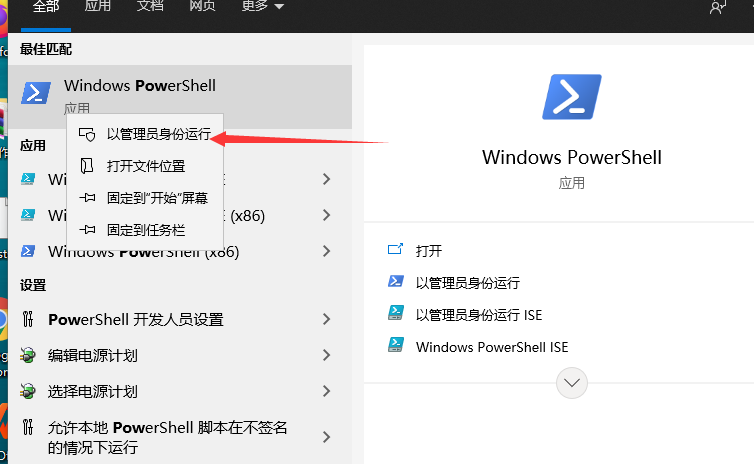 全部 应用 文档 网页 更多
最佳匹配
Windows PowerShell
应用
以管理员身份运行
打开文件位置
固定到"开始"屏幕
固定到任务栏
应用
Wi E
Wi (x86)
Windows PowerShell (x86)
设置
PowerShell 开发人员设置
编辑电源计划
选择电源计划
允许本地 PowerShell 脚本在不签名
的情况下运行
Windows PowerShell
应用
打开
以管理员身份运行
以管理员身份运行 ISE
Windows PowerShell ISE